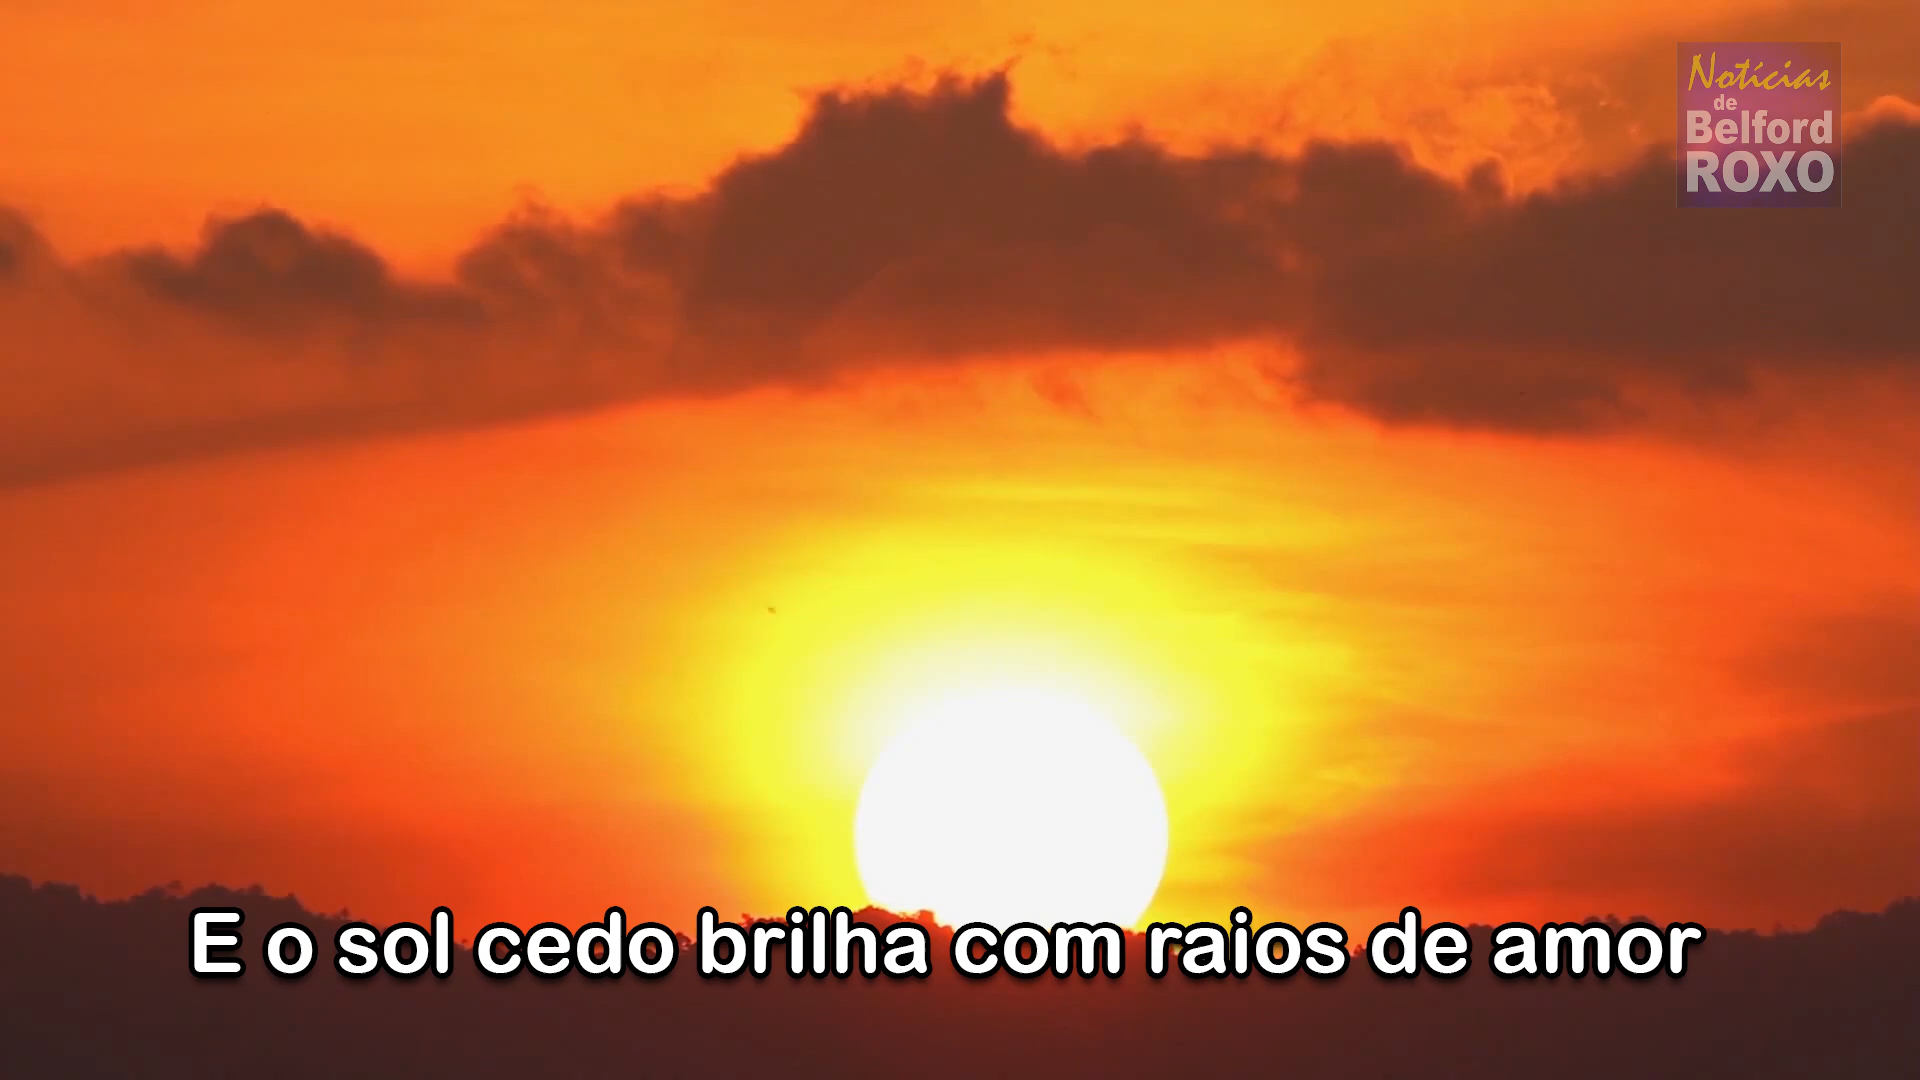 Notícias
de
Belford
ROXO
E o sol cedo brilha com raios de amor